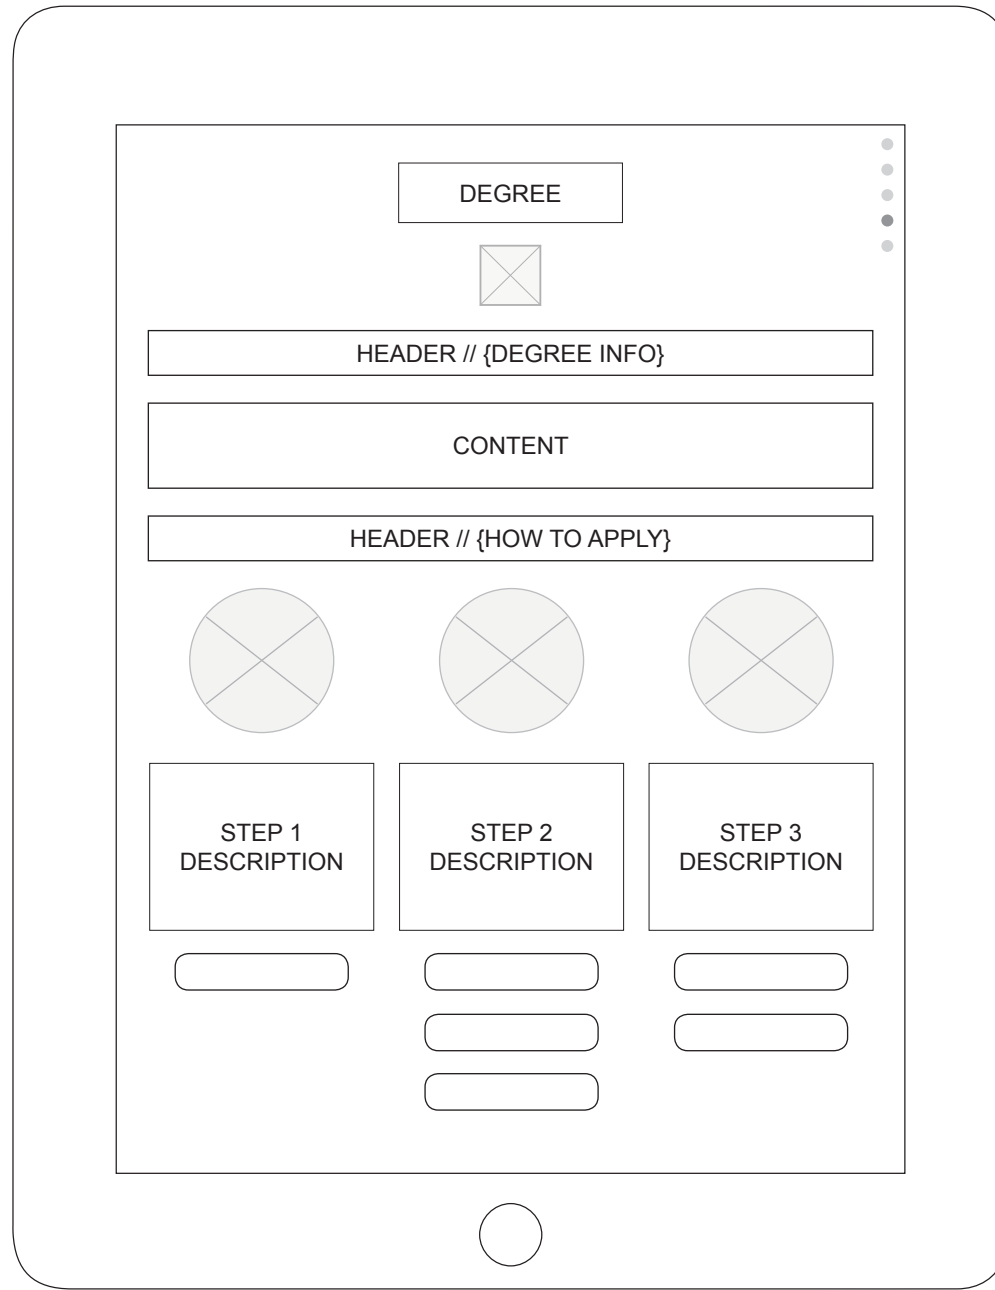 DEGREE
HEADER // {DEGREE INFO}
CONTENT
HEADER // {HOW TO APPLY}
STEP 1
DESCRIPTION
STEP 2
DESCRIPTION
STEP 3
DESCRIPTION